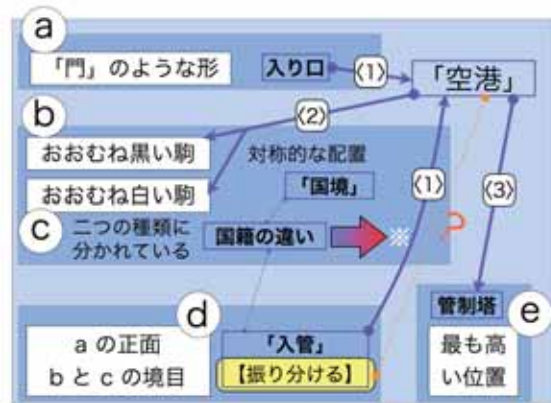 a
「門」のような形
入り口
〈1〉
「空港」
〈2〉
b
おおむね黒い駒
対称的な配置
〈1〉
〈3〉
おおむね白い駒
「国境」
c
二つの種類に
分かれている
国籍の違い
※
?
d
管制塔
e
a の正面
b と c の境目
「入管」
【振り分ける】
最も高
い位置